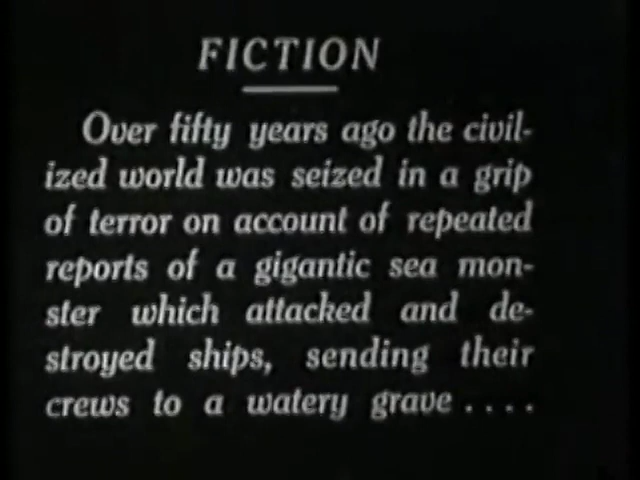 FICTION
Over fifty years ago the civil-
ized world was seized in a grip
of terror on account of repeated
reports of a gigantic sea mon-
ster which attacked and de-
stroyed ships, sending their
crews to a watery grave....